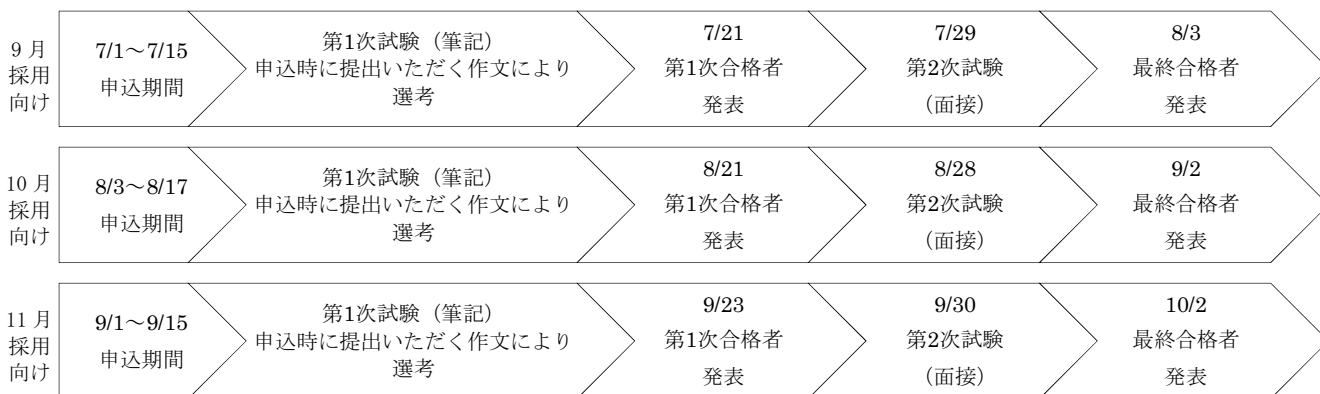 9 月
採用
向け
7/1～7/15
申込期間
第1次試験（筆記）
申込時に提出いただく作文により
選考
7/21
第1次合格者
発表
7/29
第2次試験
（面接）
8/3
最終合格者
発表
10 月
採用
向け
8/3～8/17
申込期間
第1次試験（筆記）
申込時に提出いただく作文により
選考
8/21
第1次合格者
発表
8/28
第2次試験
（面接）
9/2
最終合格者
発表
11 月
採用
向け
9/1～9/15
申込期間
第1次試験（筆記）
申込時に提出いただく作文により
選考
9/23
第1次合格者
発表
9/30
第2次試験
（面接）
10/2
最終合格者
発表